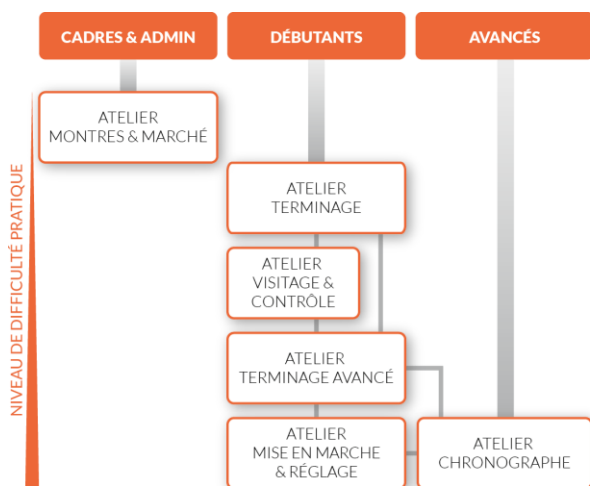 CADRES & ADMIN
DÉBUTANTS
AVANCÉS
NIVEAU DE DIFFICULTÉ PRATIQUE
ATELIER
MONTRES & MARCHÉ
ATELIER
TERMINAGE
ATELIER
VISITAGE &
CONTRÔLE
ATELIER
TERMINAGE AVANCÉ
ATELIER
MISE EN MARCHE
& RÉGLAGE
ATELIER
CHRONOGRAPHE